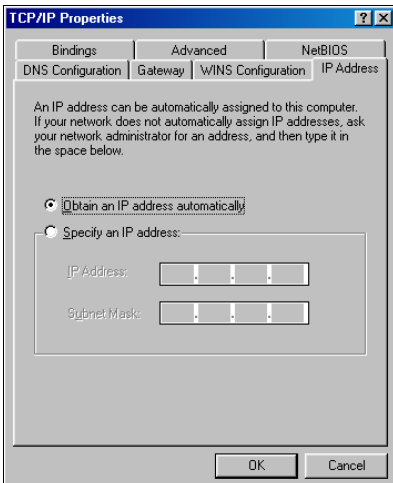 TCP/IP Properties
Bindings Advanced NetBIOS
DNS Configuration Gateway WINS Configuration IP Address
An IP address can be automatically assigned to this computer.
If your network does not automatically assign IP addresses, ask
your network administrator for an address, and then type it in
the space below.
Obtain an IP address automatically
Specify an IP address:
IP Address:
Subnet Mask:
OK Cancel